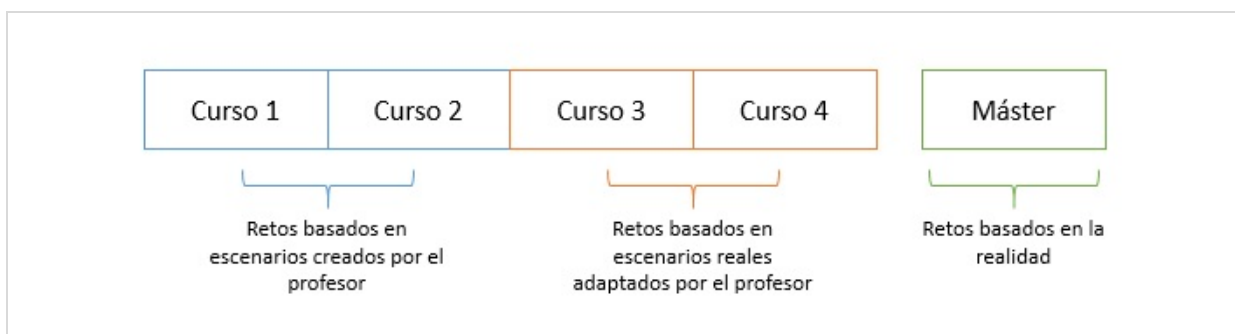 Curso 1
Curso 2
Curso 3
Curso 4
Máster
Retos basados en
escenarios creados por el
profesor
Retos basados en
escenarios reales
adaptados por el profesor
Retos basados en la
realidad